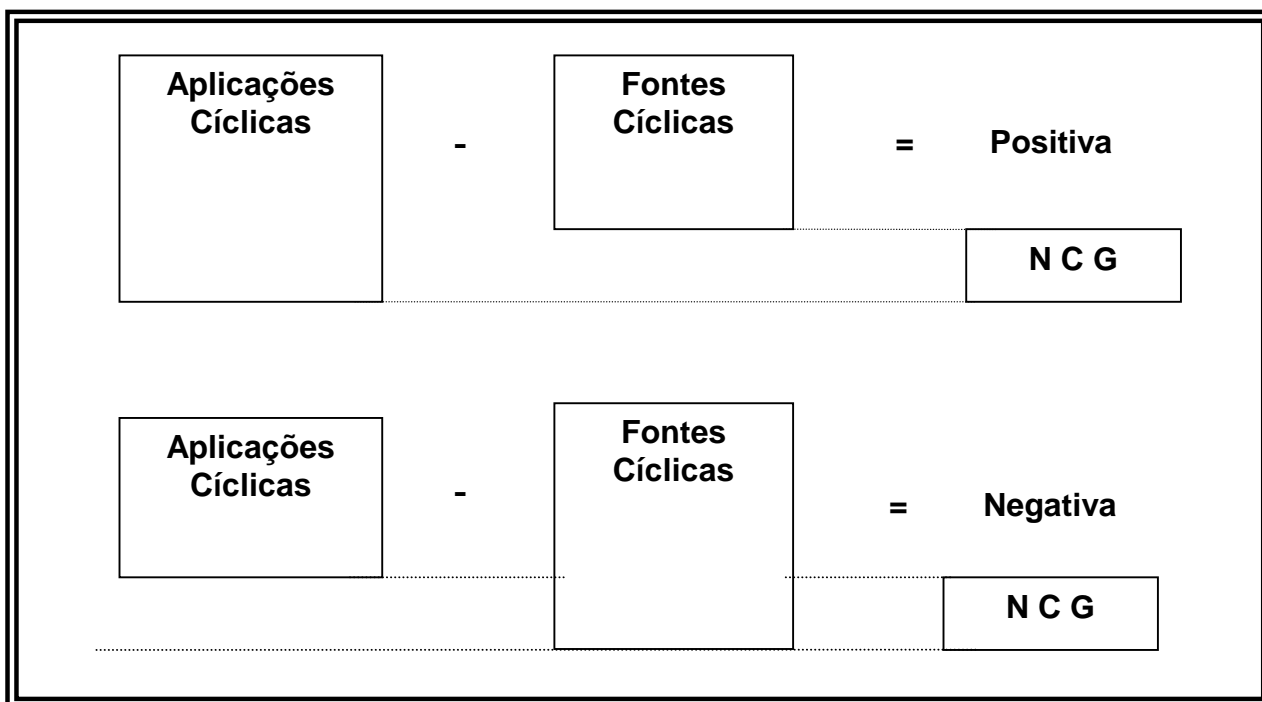 Aplicações
Cíclicas
-
Fontes
Cíclicas
=
Positiva
N C G
Aplicações
Cíclicas
-
Fontes
Cíclicas
=
Negativa
N C G